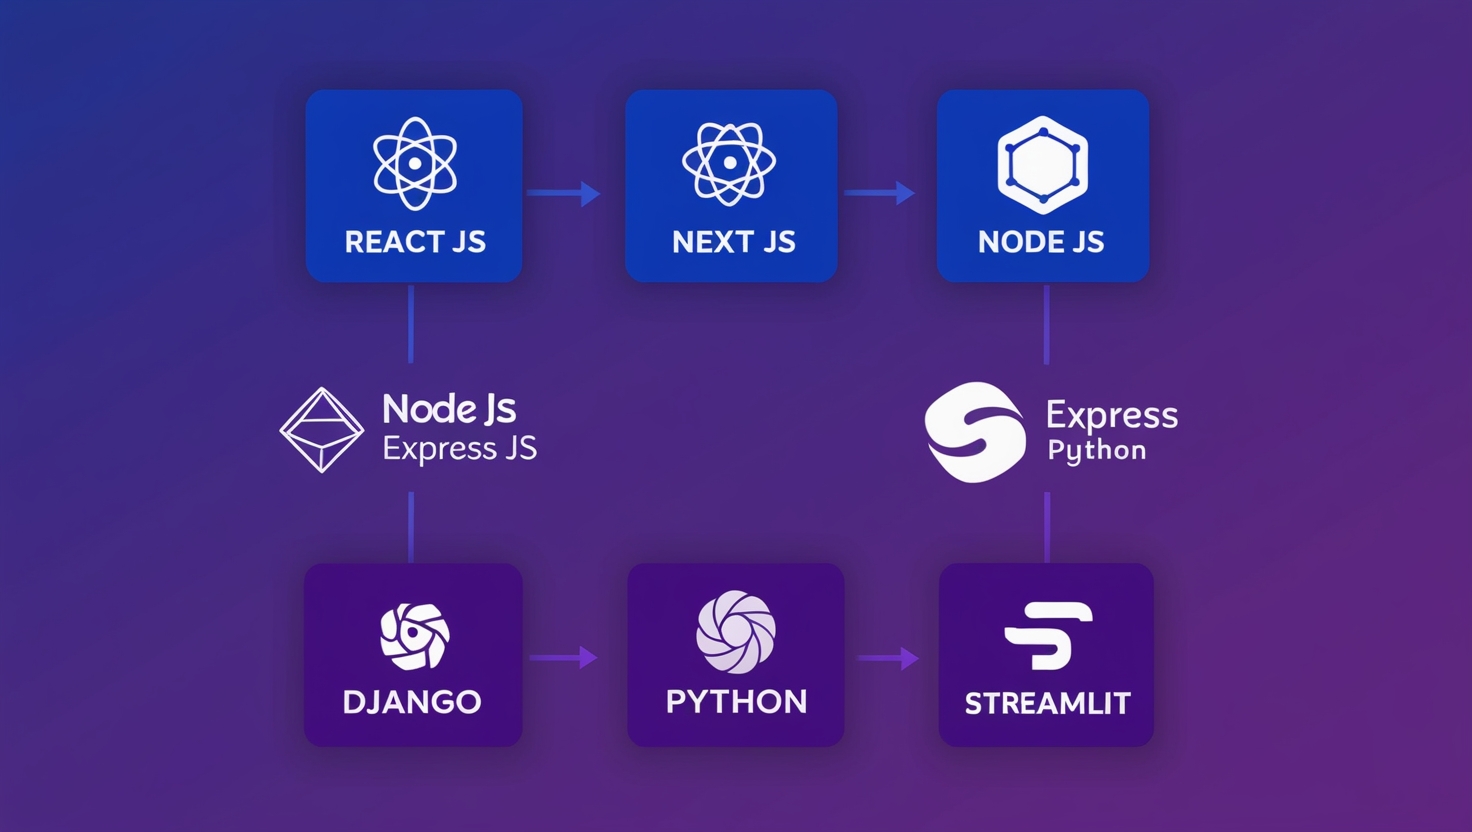 REACT JS
NEXT JS
NODE JS
Node Js
Express JS
Express
Python
DJANGO
PYTHON
STREAMLIT